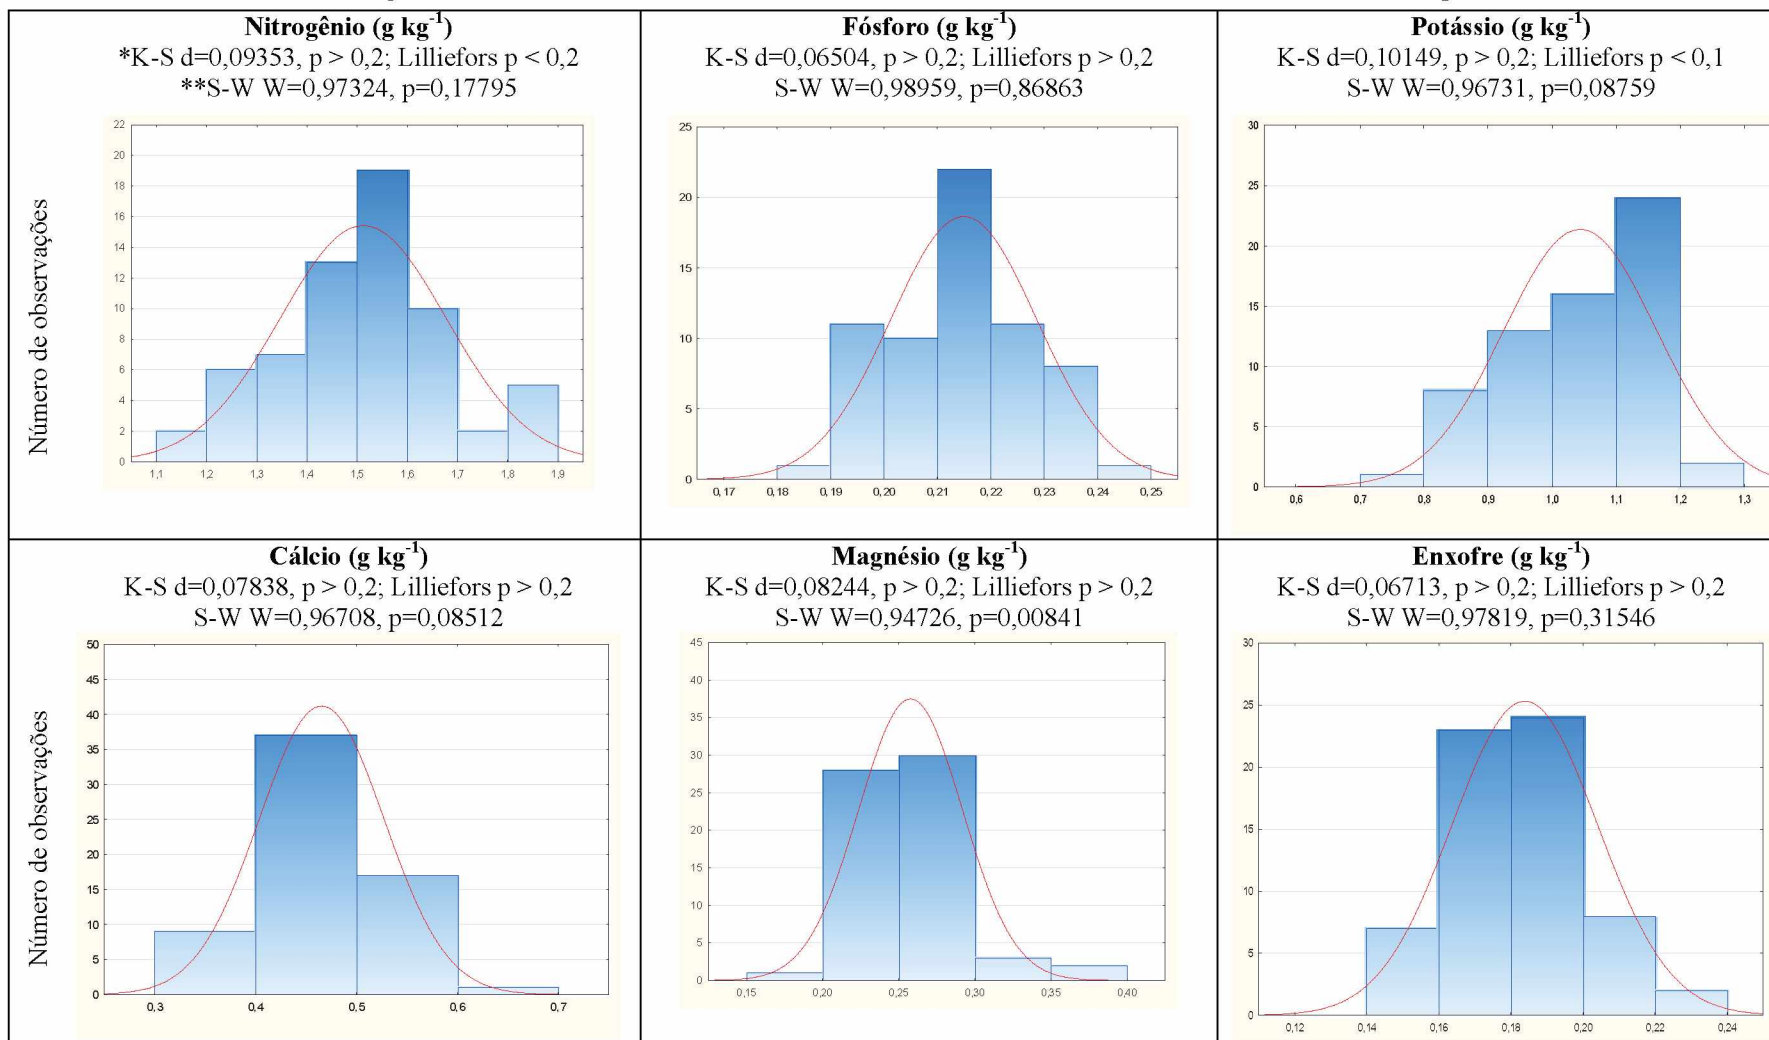 Nitrogênio (g kg-1)
*K-S d=0,09353, p > 0,2; Lilliefors p < 0,2
**S-W W=0,97324, p=0,17795
22
20
18
16
14
12
10
8
6
4
2
0
1,1 1,2 1,3 1,4 1,5 1,6 1,7 1,8 1,9
Número de observações
Fósforo (g kg-1)
K-S d=0,06504, p > 0,2; Lilliefors p > 0,2
S-W W=0,98959, p=0,86863
25
20
15
10
5
0
0,17 0,18 0,19 0,20 0,21 0,22 0,23 0,24 0,25
Potássio (g kg-1)
K-S d=0,10149, p > 0,2; Lilliefors p < 0,1
S-W W=0,96731, p=0,08759
30
25
20
15
10
5
0
0,6 0,7 0,8 0,9 1,0 1,1 1,2 1,3
Cálcio (g kg-1)
K-S d=0,07838, p > 0,2; Lilliefors p > 0,2
S-W W=0,96708, p=0,08512
50
45
40
35
30
25
20
15
10
5
0
0,3 0,4 0,5 0,6 0,7
Número de observações
Magnésio (g kg-1)
K-S d=0,08244, p > 0,2; Lilliefors p > 0,2
S-W W=0,94726, p=0,00841
45
40
35
30
25
20
15
10
5
0
0,15 0,20 0,25 0,30 0,35 0,40
Enxofre (g kg-1)
K-S d=0,06713, p > 0,2; Lilliefors p > 0,2
S-W W=0,97819, p=0,31546
30
25
20
15
10
5
0
0,12 0,14 0,16 0,18 0,20 0,22 0,24